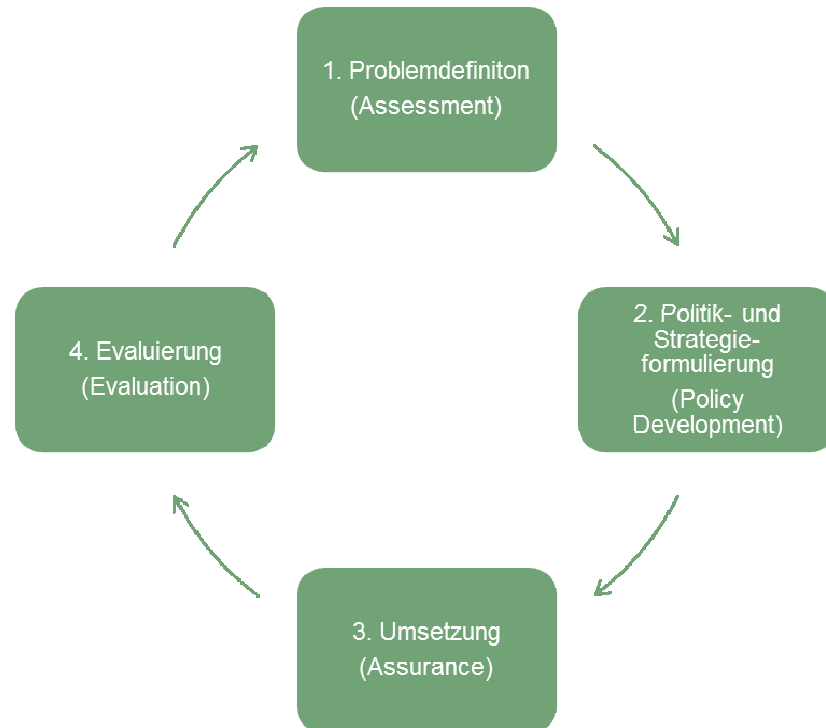 1. Problemdefiniton
(Assessment)
2. Politik- und
Strategie-
formulierung
(Policy
Development)
3. Umsetzung
(Assurance)
4. Evaluierung
(Evaluation)